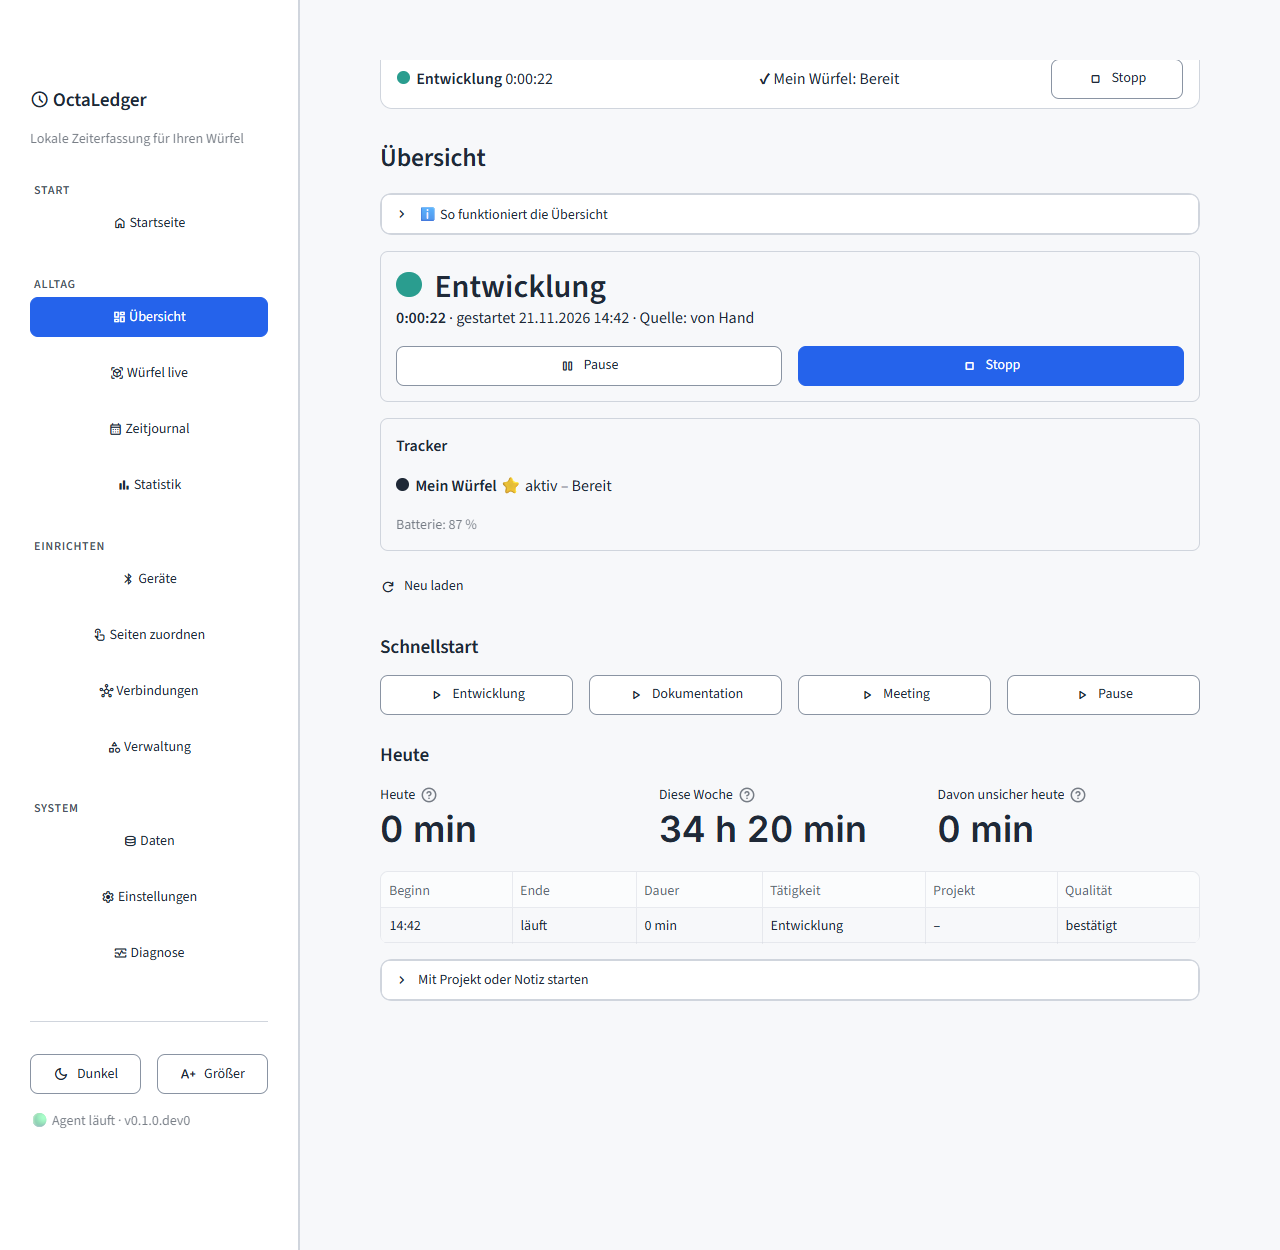 OctaLedger
Lokale Zeiterfassung für Ihren Würfel
START
Startseite
ALLTAG
Übersicht
Würfel live
Zeitjournal
Statistik
EINRICHTEN
Geräte
Seiten zuordnen
Verbindungen
Verwaltung
SYSTEM
Daten
Einstellungen
Diagnose
Dunkel
A+ Größer
Agent läuft · v0.1.0.dev0
Entwicklung 0:00:22
✓ Mein Würfel: Bereit
Stopp
Übersicht
ℹ️ So funktioniert die Übersicht
Entwicklung
0:00:22 · gestartet 21.11.2026 14:42 · Quelle: von Hand
Pause
Stopp
Tracker
Mein Würfel ⭐ aktiv – Bereit
Batterie: 87 %
Neu laden
Schnellstart
Entwicklung
Dokumentation
Meeting
Pause
Heute
Heute
Diese Woche
Davon unsicher heute
0 min
34 h 20 min
0 min
Beginn Ende Dauer Tätigkeit Projekt Qualität
14:42 läuft 0 min Entwicklung – bestätigt
Mit Projekt oder Notiz starten